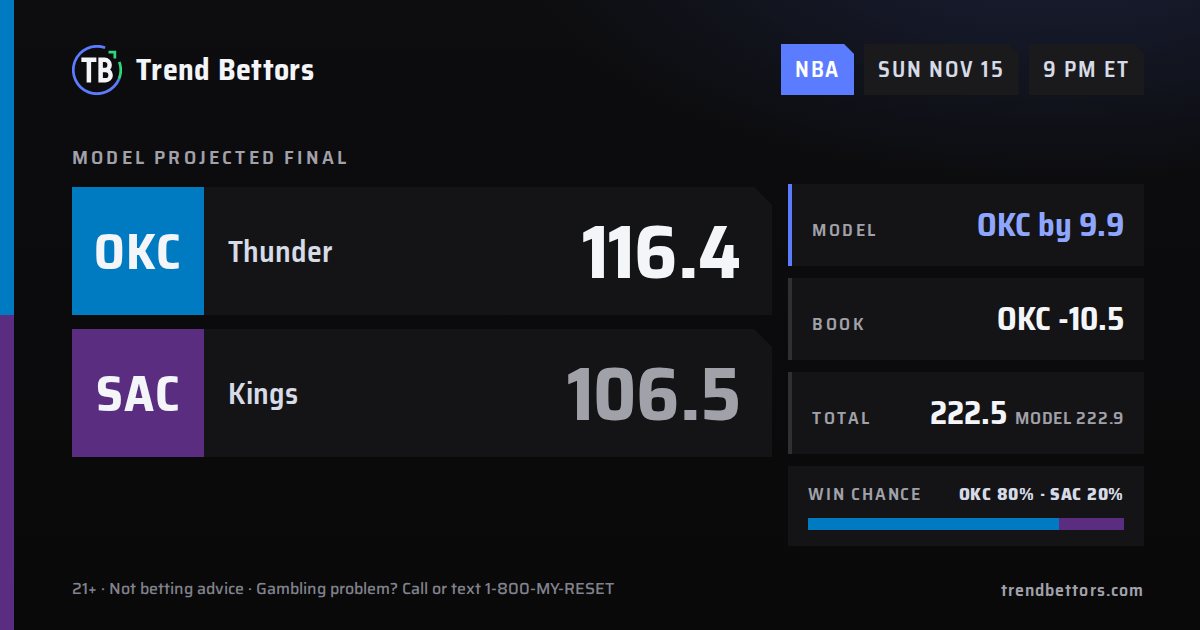 TB Trend Bettors
NBA SUN NOV 15 9 PM ET
MODEL PROJECTED FINAL
OKC Thunder 116.4
SAC Kings 106.5
MODEL OKC by 9.9
BOOK OKC -10.5
TOTAL 222.5 MODEL 222.9
WIN CHANCE OKC 80% · SAC 20%
21+ · Not betting advice · Gambling problem? Call or text 1-800-MY-RESET
trendbettors.com